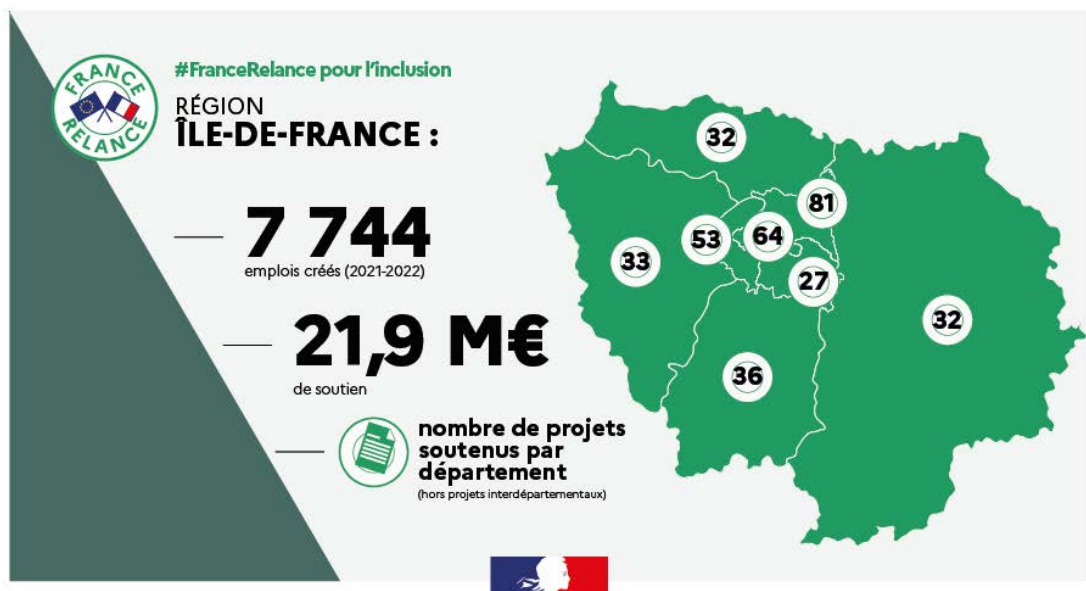 FRANCE
RELANCE
#FranceRelance pour l'inclusion
RÉGION
ÎLE-DE-FRANCE :
7 744
emplois créés (2021-2022)
21,9 M€
de soutien
nombre de projets
soutenus par
département
(hors projets interdépartementaux)
32
81
53
64
33
27
32
36